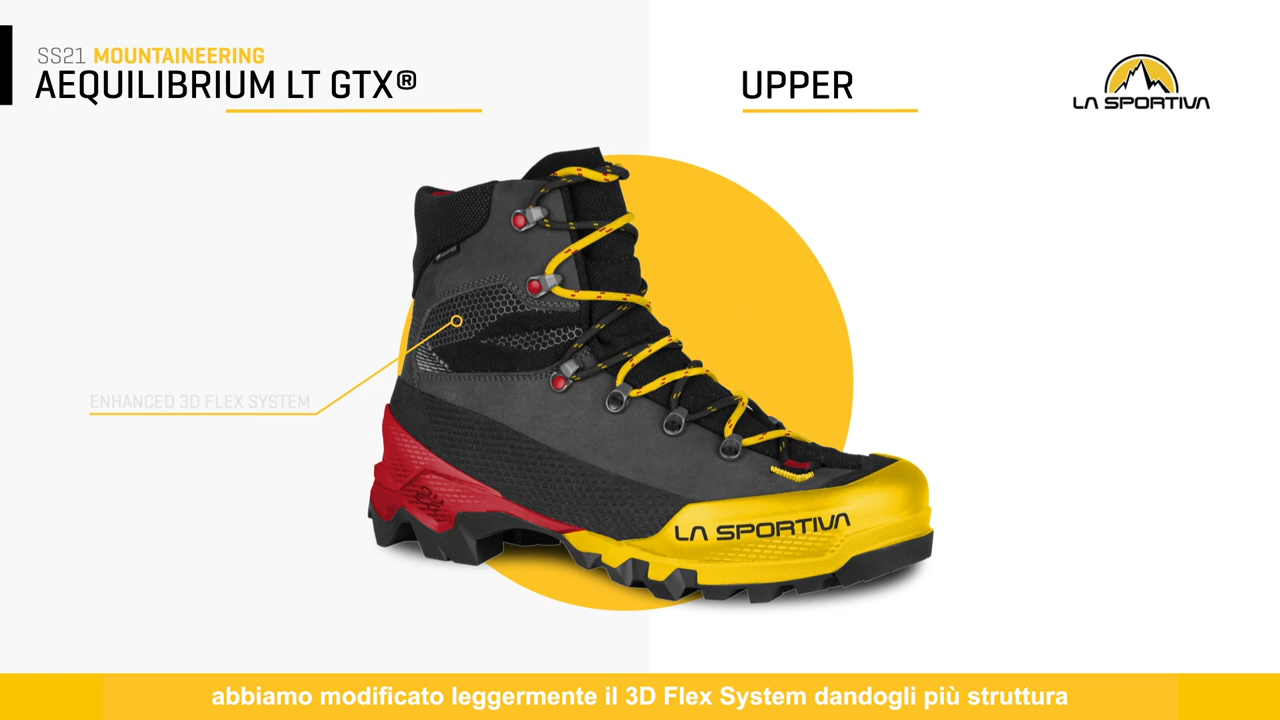 SS21 MOUNTAINEERING
AEQUILIBRIUM LT GTX®
UPPER
LA SPORTIVA
ENHANCED 3D FLEX SYSTEM
LA SPORTIVA
abbiamo modificato leggermente il 3D Flex System dandogli più struttura